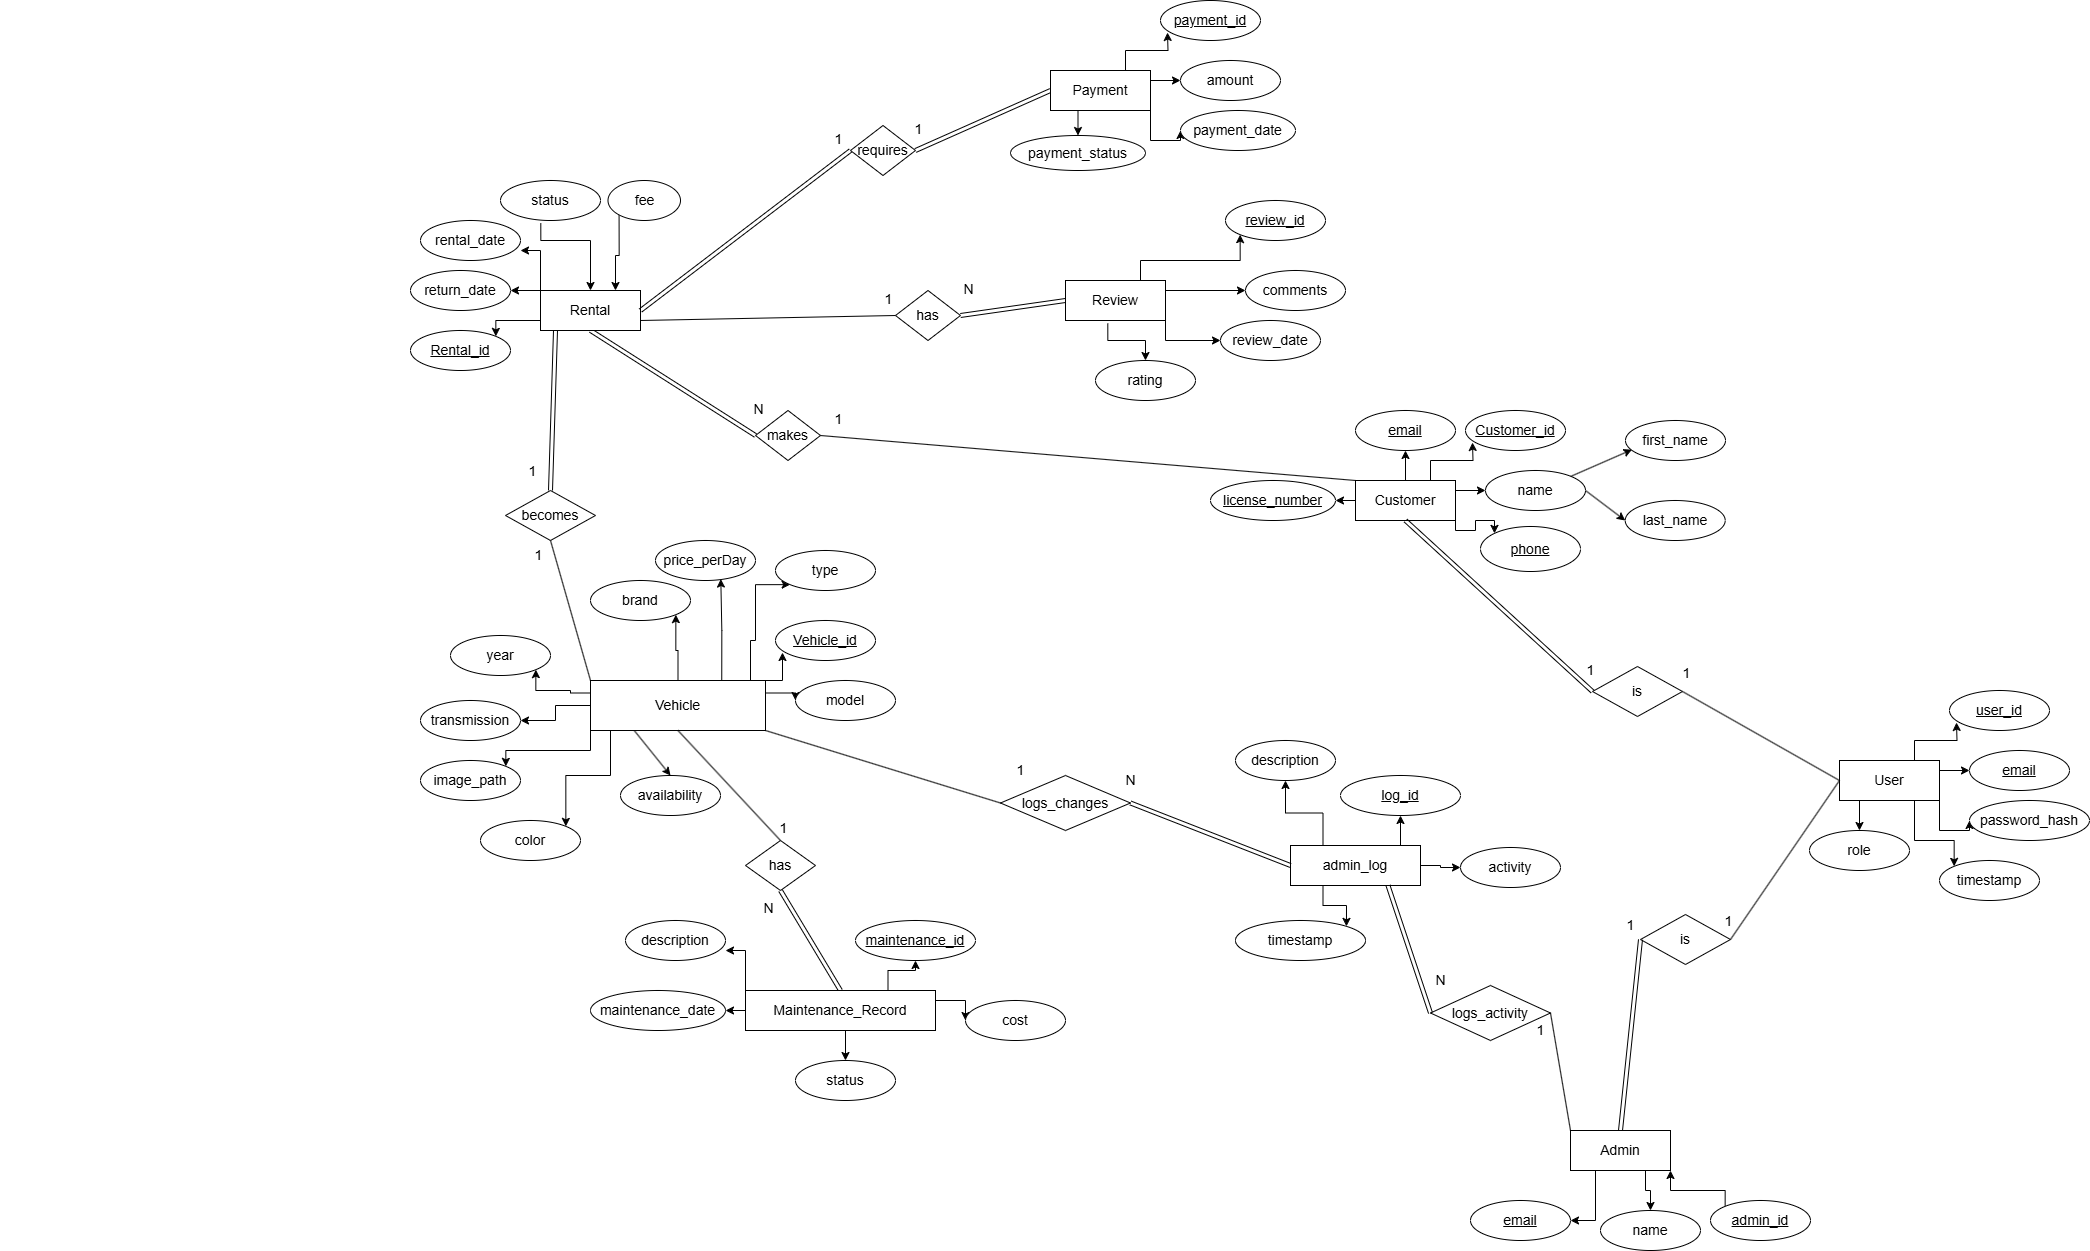 payment_id
Payment
amount
payment_date
payment_status
1
requires
1
status
fee
rental_date
return_date
Rental
Rental_id
review_id
Review
comments
review_date
rating
1
has
N
N
makes
1
email
Customer_id
first_name
name
license_number
Customer
last_name
phone
1
becomes
1
price_perDay
type
brand
Vehicle_id
year
Vehicle
model
transmission
image_path
availability
color
1
is
1
user_id
User
email
password_hash
role
timestamp
1
logs_changes
N
description
log_id
admin_log
activity
timestamp
1
has
N
description
maintenance_id
maintenance_date
Maintenance_Record
cost
status
1
is
1
N
logs_activity
1
Admin
email
name
admin_id